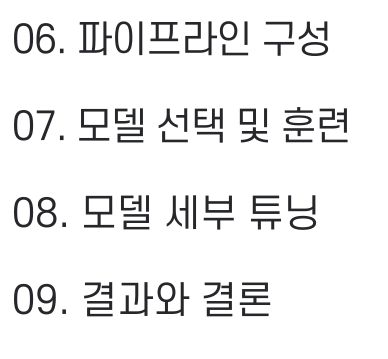 06. 파이프라인 구성
07. 모델 선택 및 훈련
08. 모델 세부 튜닝
09. 결과와 결론